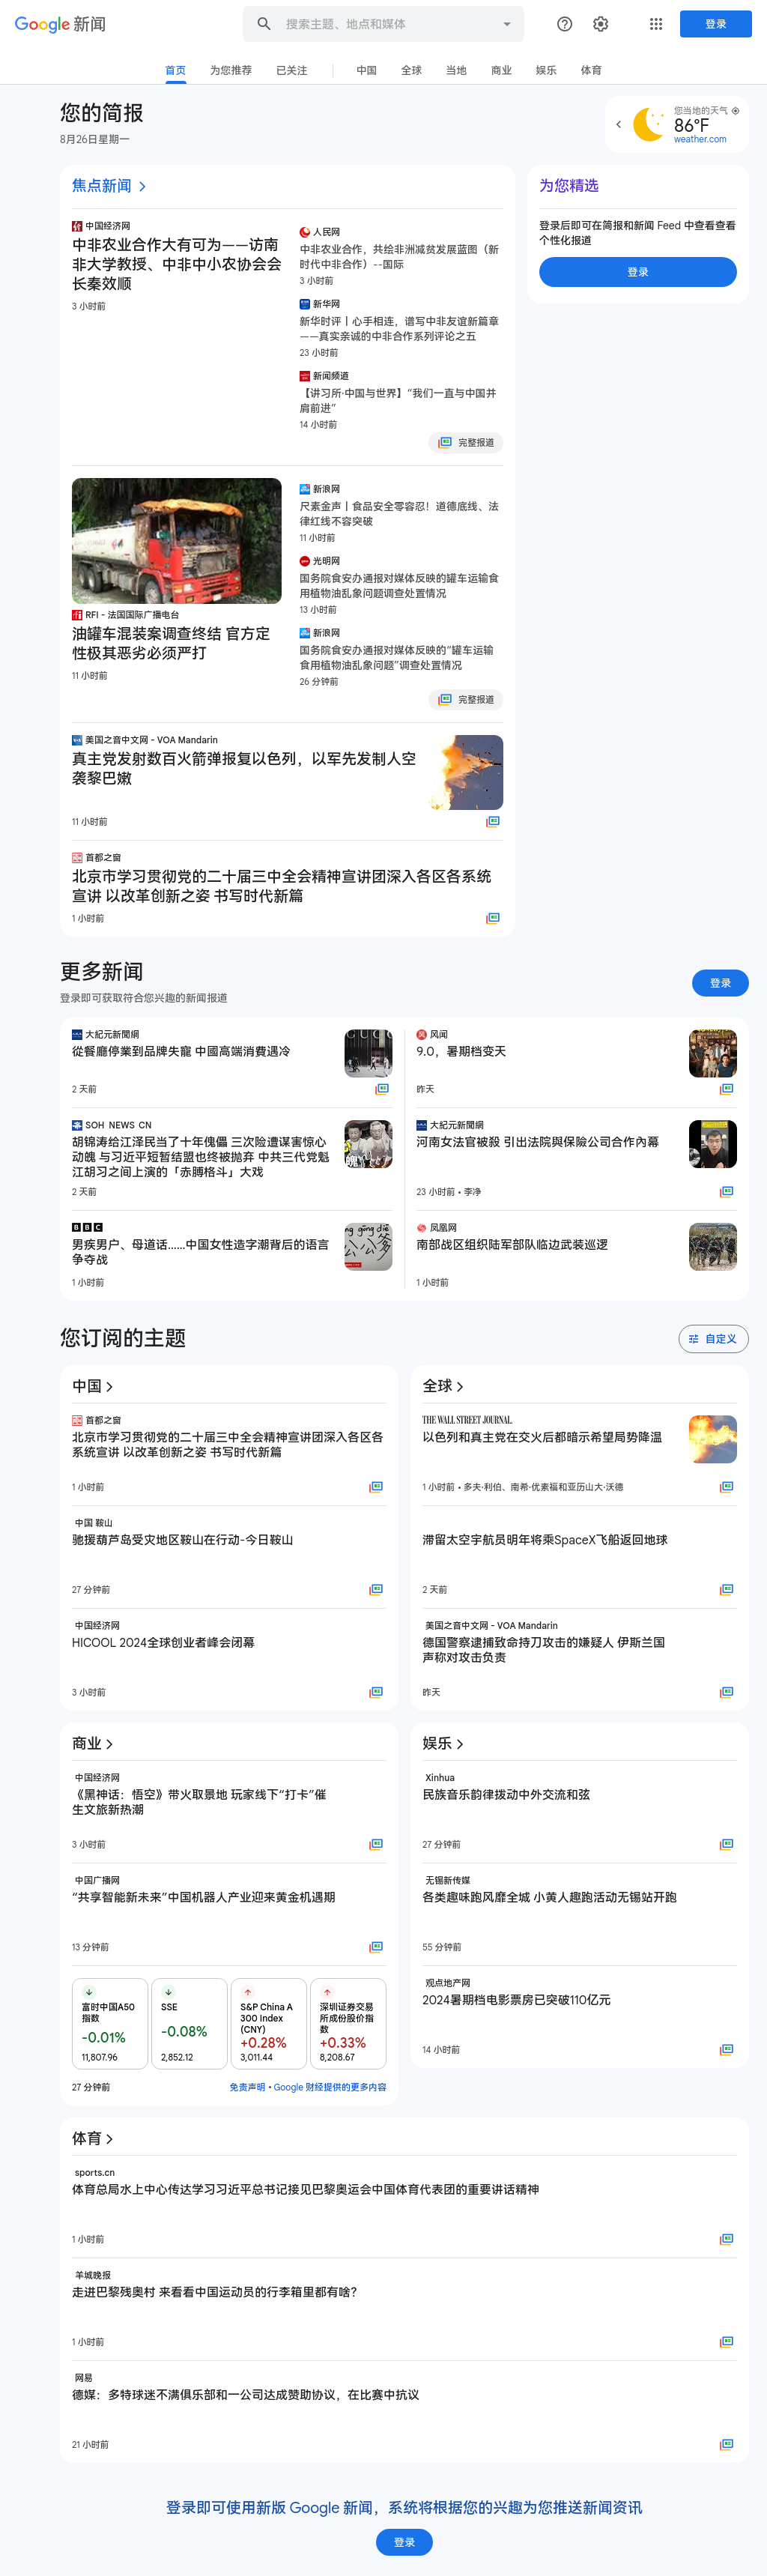 Google 新闻
搜索主题、地点和媒体
登录
首页 为您推荐 已关注 中国 全球 当地 商业 娱乐 体育
您的简报
8月26日星期一
您当地的天气
86°F
weather.com
焦点新闻
中国经济网
中非农业合作大有可为——访南
非大学教授、中非中小农协会会
长秦效顺
3 小时前
人民网
中非农业合作，共绘非洲减贫发展蓝图（新
时代中非合作）--国际
3 小时前
新华网
新华时评丨心手相连，谱写中非友谊新篇章
——真实亲诚的中非合作系列评论之五
23 小时前
新闻频道
【讲习所·中国与世界】“我们一直与中国并
肩前进”
14 小时前
完整报道
为您精选
登录后即可在简报和新闻 Feed 中查看查看
个性化报道
登录
RFI - 法国国际广播电台
油罐车混装案调查终结 官方定
性极其恶劣必须严打
11 小时前
新浪网
尺素金声丨食品安全零容忍！道德底线、法
律红线不容突破
11 小时前
光明网
国务院食安办通报对媒体反映的罐车运输食
用植物油乱象问题调查处置情况
13 小时前
新浪网
国务院食安办通报对媒体反映的“罐车运输
食用植物油乱象问题”调查处置情况
26 分钟前
完整报道
美国之音中文网 - VOA Mandarin
真主党发射数百火箭弹报复以色列，以军先发制人空
袭黎巴嫩
11 小时前
首都之窗
北京市学习贯彻党的二十届三中全会精神宣讲团深入各区各系统
宣讲 以改革创新之姿 书写时代新篇
1 小时前
更多新闻
登录即可获取符合您兴趣的新闻报道
登录
大紀元新聞網
從餐廳停業到品牌失寵 中國高端消費遇冷
2 天前
SOH NEWS CN
胡锦涛给江泽民当了十年傀儡 三次险遭谋害惊心
动魄 与习近平短暂结盟也终被抛弃 中共三代党魁
江胡习之间上演的「赤膊格斗」大戏
2 天前
BBC
男疾男户、母道话......中国女性造字潮背后的语言
争夺战
1 小时前
风闻
9.0，暑期档变天
昨天
大紀元新聞網
河南女法官被殺 引出法院與保險公司合作內幕
23 小时前 • 李净
凤凰网
南部战区组织陆军部队临边武装巡逻
1 小时前
您订阅的主题
自定义
中国
首都之窗
北京市学习贯彻党的二十届三中全会精神宣讲团深入各区各
系统宣讲 以改革创新之姿 书写时代新篇
1 小时前
中国 鞍山
驰援葫芦岛受灾地区鞍山在行动-今日鞍山
27 分钟前
中国经济网
HICOOL 2024全球创业者峰会闭幕
3 小时前
全球
THE WALL STREET JOURNAL.
以色列和真主党在交火后都暗示希望局势降温
1 小时前 • 多夫·利伯、南希·优素福和亚历山大·沃德
滞留太空宇航员明年将乘SpaceX飞船返回地球
2 天前
美国之音中文网 - VOA Mandarin
德国警察逮捕致命持刀攻击的嫌疑人 伊斯兰国
声称对攻击负责
昨天
商业
中国经济网
《黑神话：悟空》带火取景地 玩家线下“打卡”催
生文旅新热潮
3 小时前
中国广播网
“共享智能新未来”中国机器人产业迎来黄金机遇期
13 分钟前
富时中国A50
指数
-0.01%
11,807.96
SSE
-0.08%
2,852.12
S&P China A
300 Index
(CNY)
+0.28%
3,011.44
深圳证券交易
所成份股价指
数
+0.33%
8,208.67
27 分钟前
免责声明 • Google 财经提供的更多内容
娱乐
Xinhua
民族音乐韵律拨动中外交流和弦
27 分钟前
无锡新传媒
各类趣味跑风靡全城 小黄人趣跑活动无锡站开跑
55 分钟前
观点地产网
2024暑期档电影票房已突破110亿元
14 小时前
体育
sports.cn
体育总局水上中心传达学习习近平总书记接见巴黎奥运会中国体育代表团的重要讲话精神
1 小时前
羊城晚报
走进巴黎残奥村 来看看中国运动员的行李箱里都有啥？
1 小时前
网易
德媒：多特球迷不满俱乐部和一公司达成赞助协议，在比赛中抗议
21 小时前
登录即可使用新版 Google 新闻，系统将根据您的兴趣为您推送新闻资讯
登录